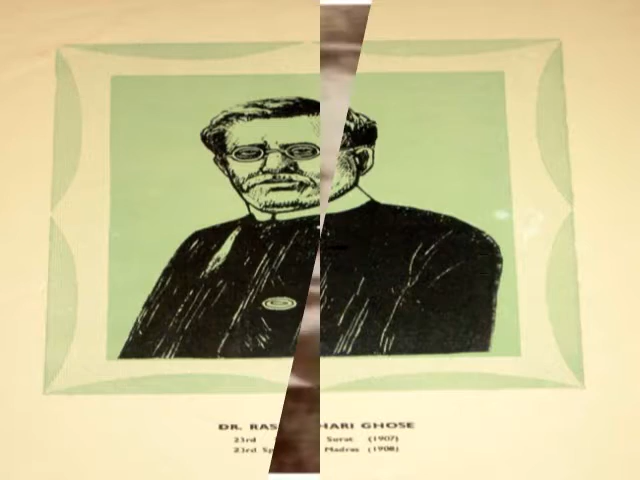 DR. RAS HARI GHOSE
23rd Surat (1907)
23rd Sp Madras (1908)